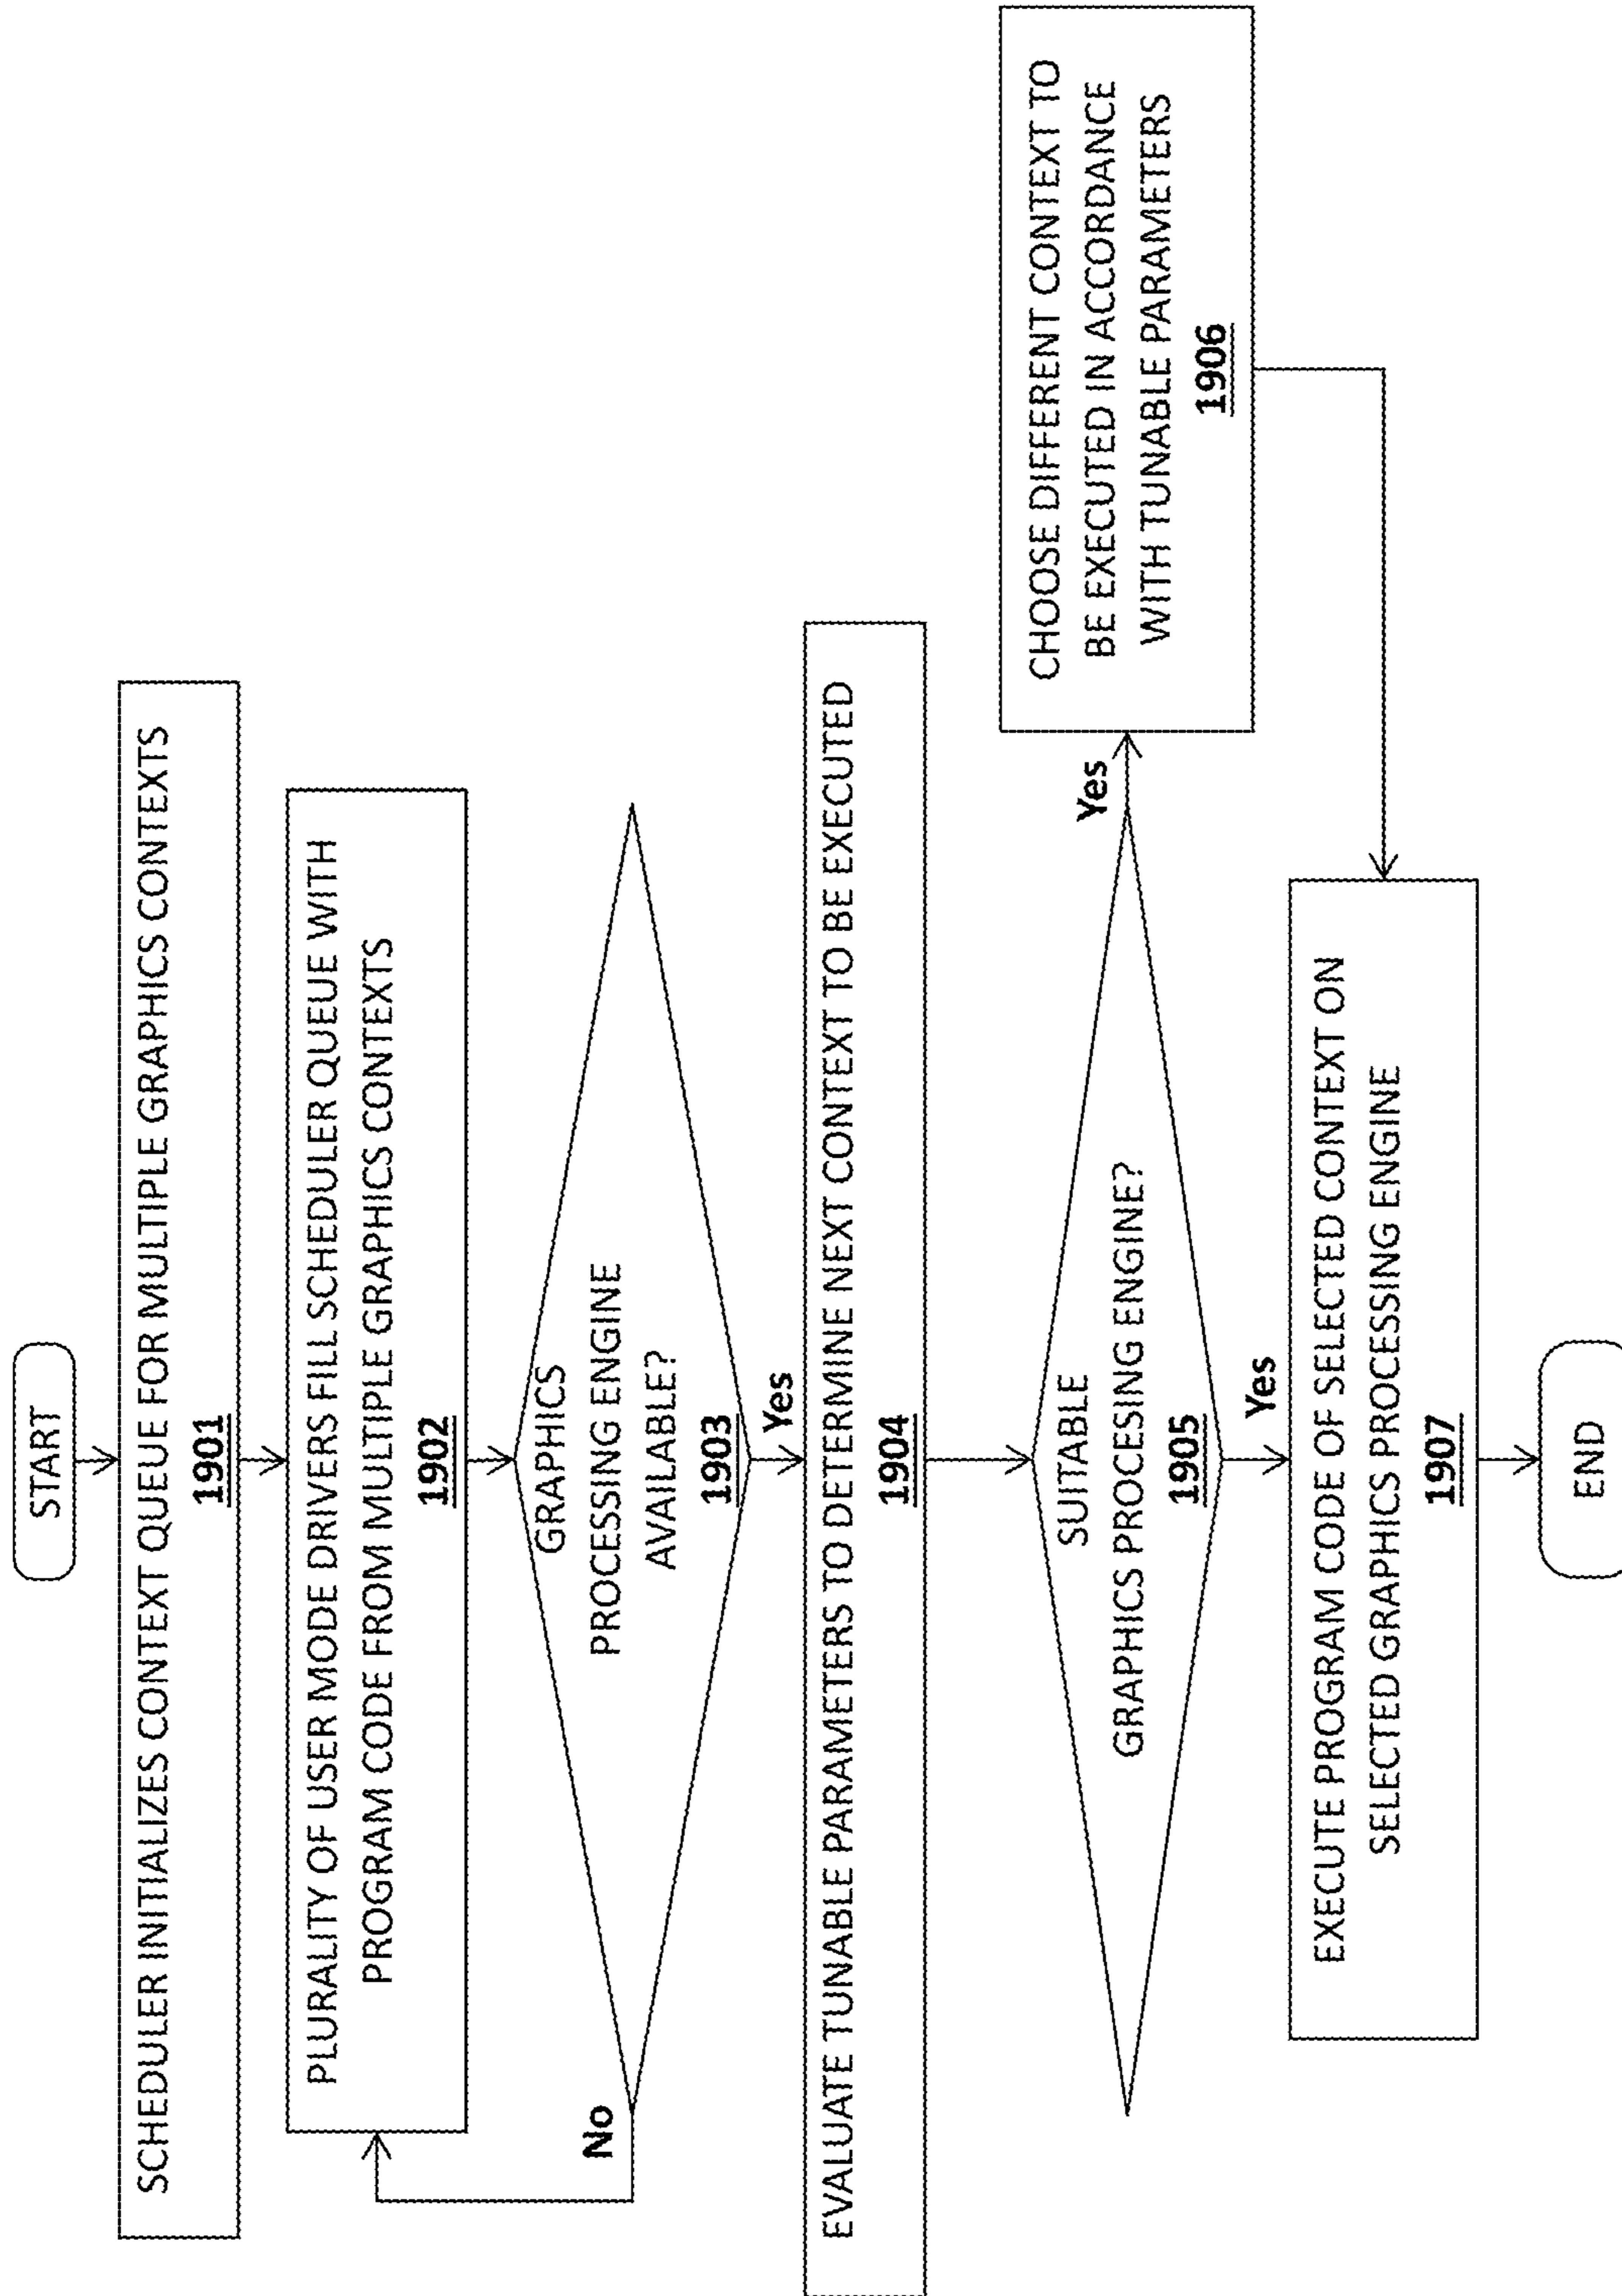 START
SCHEDULER INITIALIZES CONTEXT QUEUE FOR MULTIPLE GRAPHICS CONTEXTS
1901
PLURALITY OF USER MODE DRIVERS FILL SCHEDULER QUEUE WITH
PROGRAM CODE FROM MULTIPLE GRAPHICS CONTEXTS
1902
GRAPHICS
PROCESSING ENGINE
AVAILABLE?
1903
No
Yes
EVALUATE TUNABLE PARAMETERS TO DETERMINE NEXT CONTEXT TO BE EXECUTED
1904
SUITABLE
GRAPHICS PROCESING ENGINE?
1905
Yes
CHOOSE DIFFERENT CONTEXT TO
BE EXECUTED IN ACCORDANCE
WITH TUNABLE PARAMETERS
1906
Yes
EXECUTE PROGRAM CODE OF SELECTED CONTEXT ON
SELECTED GRAPHICS PROCESSING ENGINE
1907
END